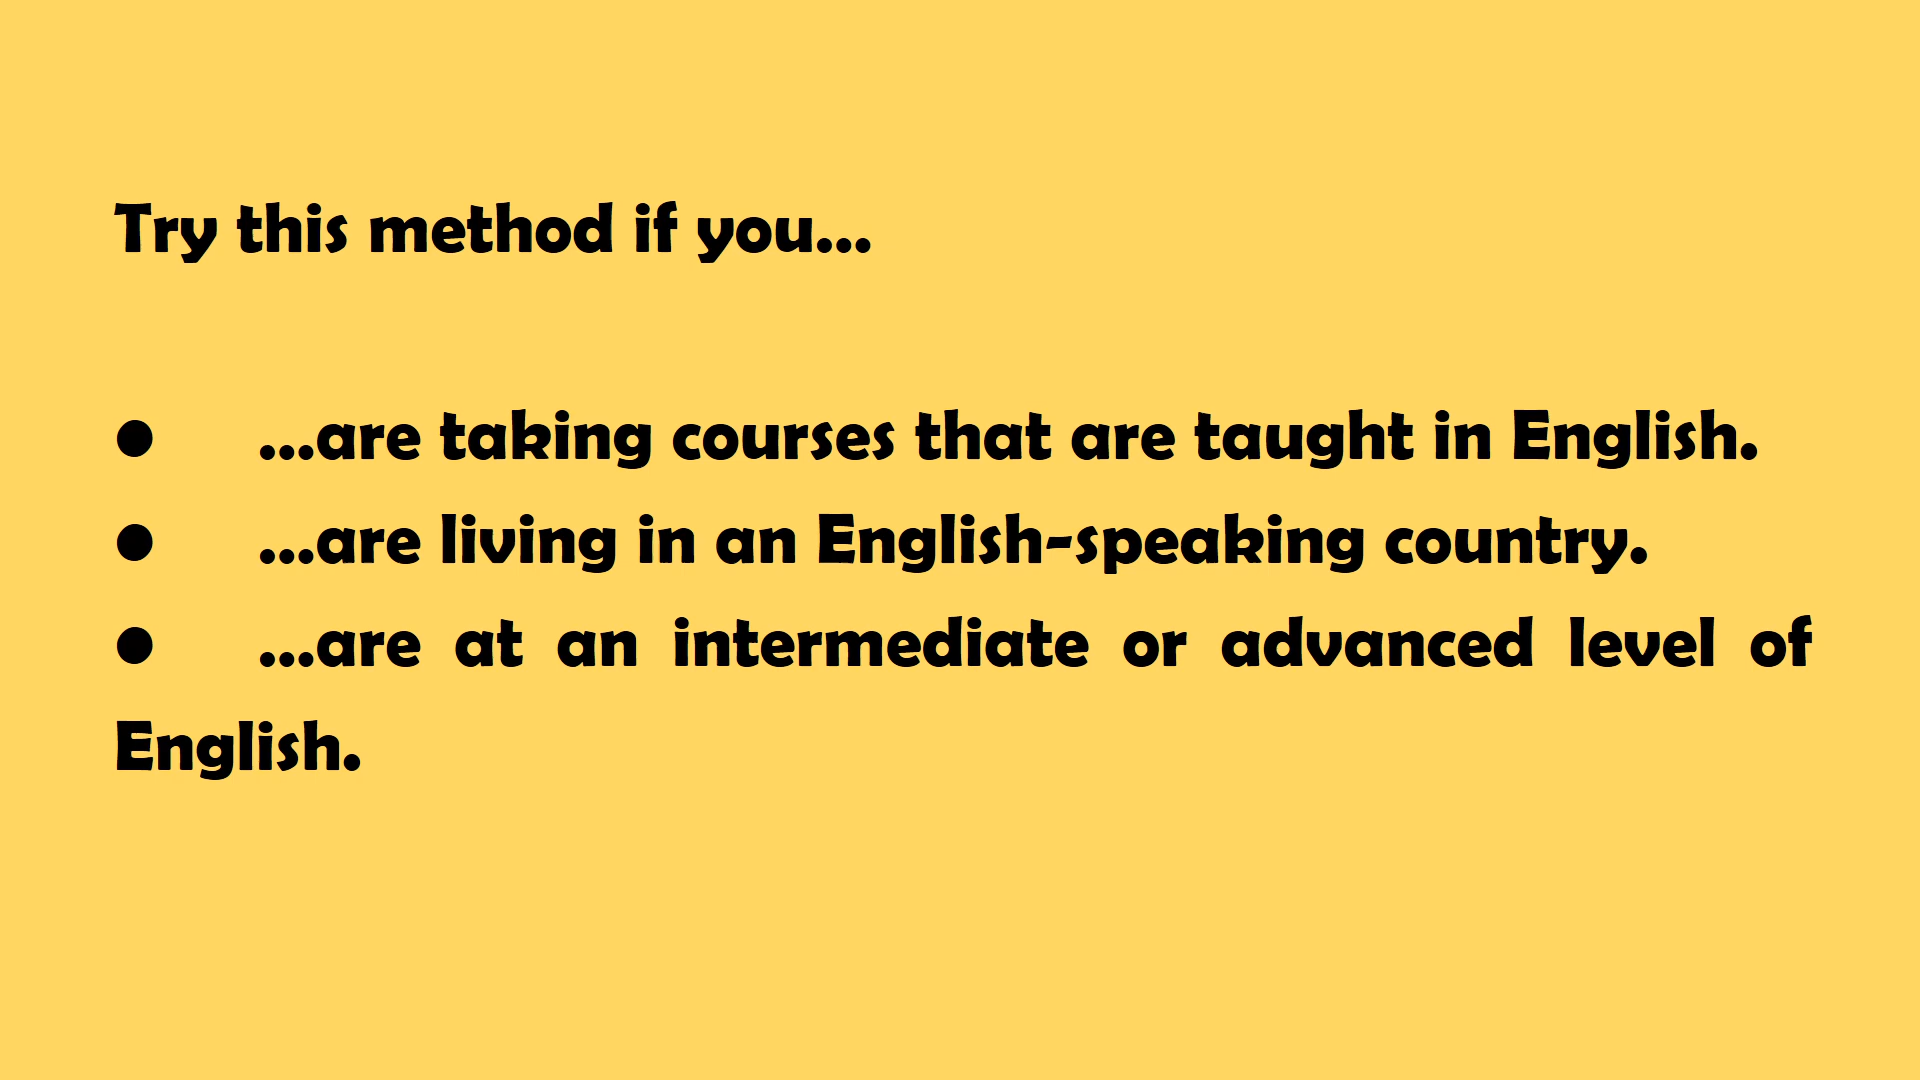 Try this method if you...
● ...are taking courses that are taught in English.
● ...are living in an English-speaking country.
● ...are at an intermediate or advanced level of
English.